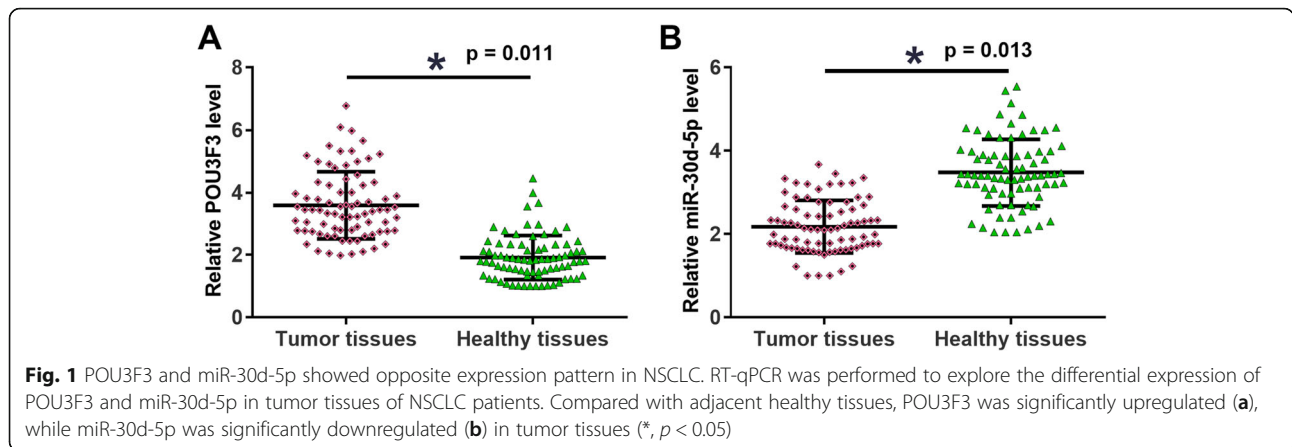 A
* p = 0.011
Relative POU3F3 level
8
6
4
2
0
Tumor tissues Healthy tissues
B
* p = 0.013
Relative miR-30d-5p level
6
4
2
0
Tumor tissues Healthy tissues
Fig. 1 POU3F3 and miR-30d-5p showed opposite expression pattern in NSCLC. RT-qPCR was performed to explore the differential expression of
POU3F3 and miR-30d-5p in tumor tissues of NSCLC patients. Compared with adjacent healthy tissues, POU3F3 was significantly upregulated (a),
while miR-30d-5p was significantly downregulated (b) in tumor tissues (*, p < 0.05)